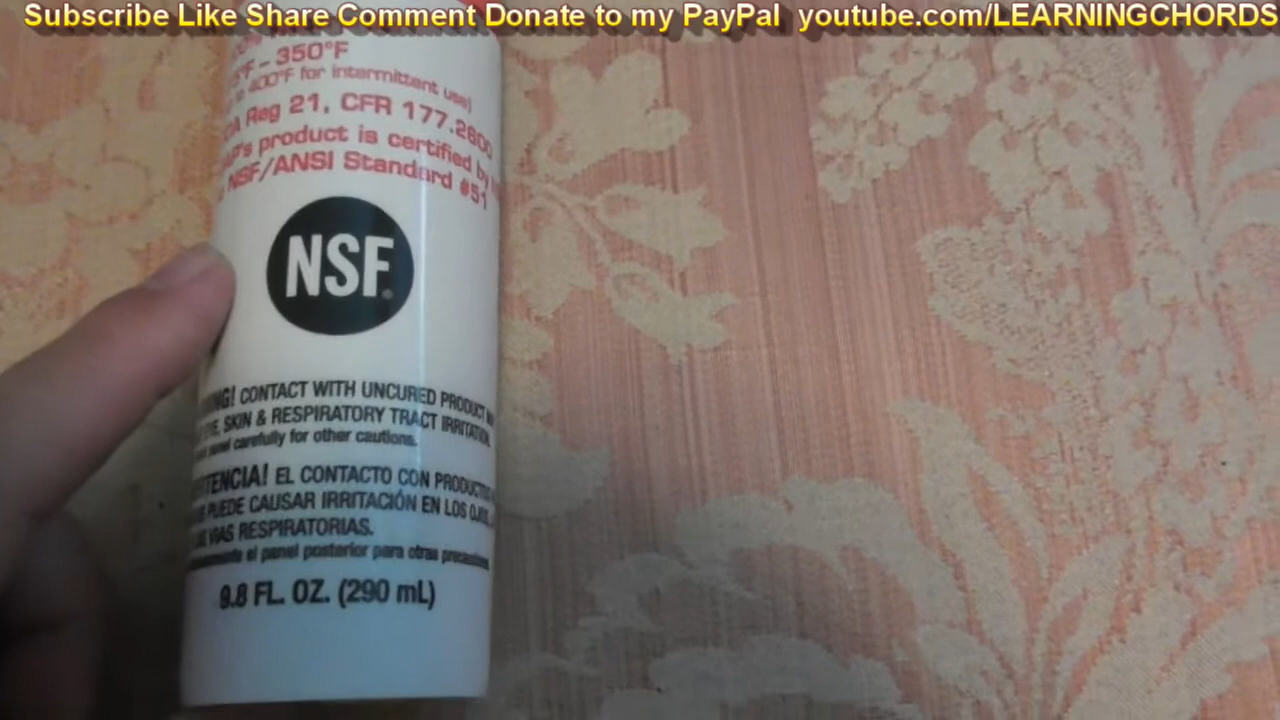 Subscribe Like Share Comment Donate to my PayPal youtube.com/LEARNINGCHORDS
°F – 350°F
400°F for intermittent use)
Reg 21, CFR 177.2600
product is certified by
NSF/ANSI Standard #51
NSF®
CONTACT WITH UNCURED PRODUCT
SKIN & RESPIRATORY TRACT IRRITATION.
panel carefully for other cautions.
EL CONTACTO CON
PUEDE CAUSAR IRRITACIÓN EN LOS
VIAS RESPIRATORIAS.
el panel posterior para otras
9.8 FL. OZ. (290 mL)